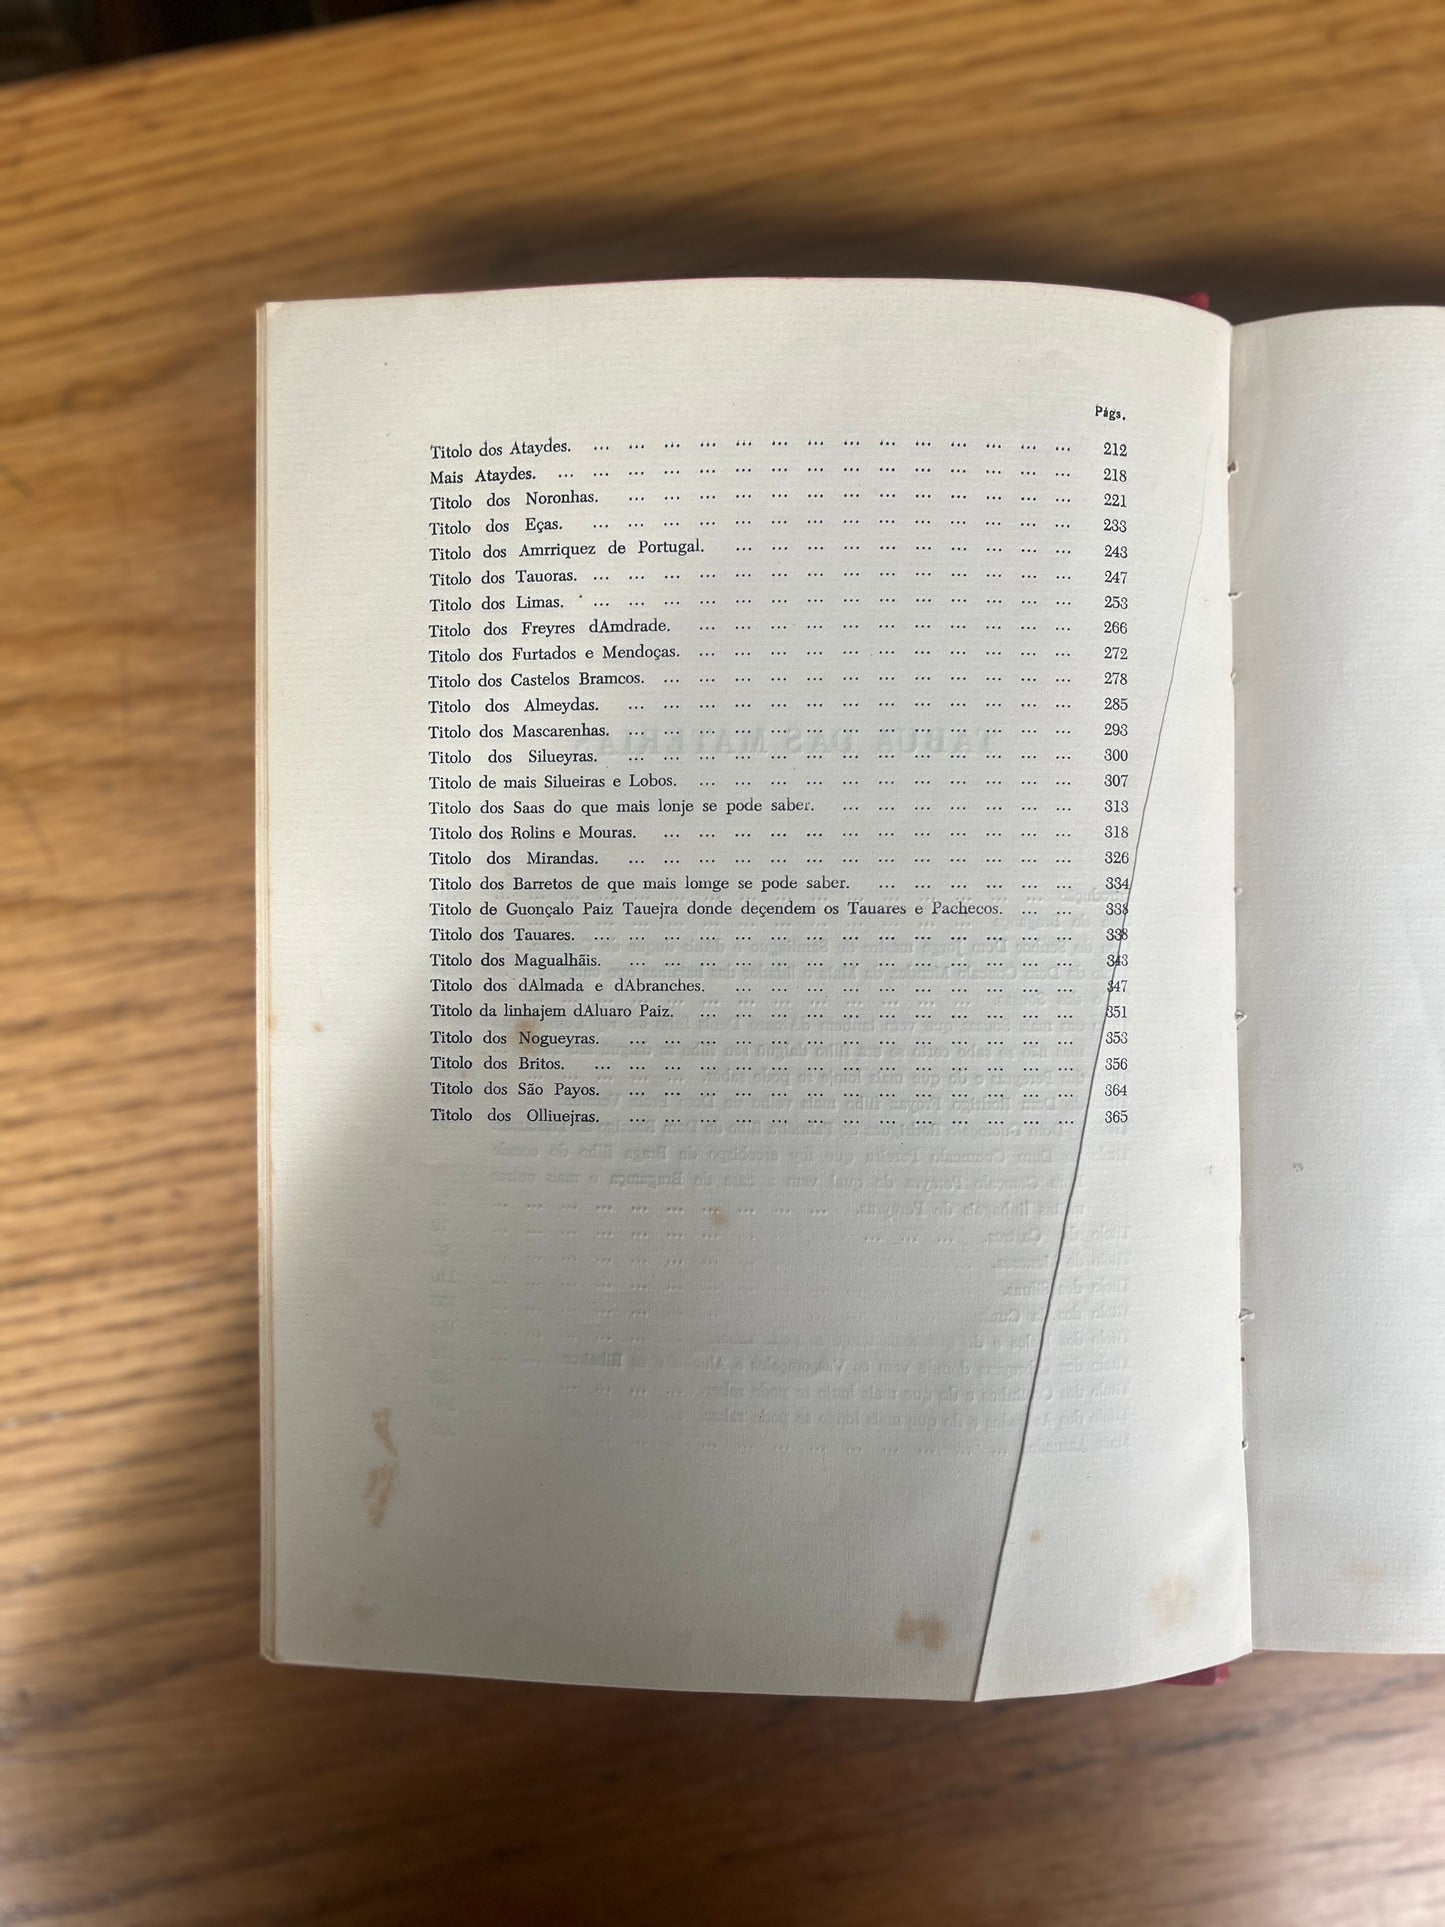 Págs.
Titolo dos Ataydes. ... ... ... ... ... ... ... ... ... ... ... ... ... ... 212
Mais Ataydes. ... ... ... ... ... ... ... ... ... ... ... ... ... ... ... 218
Titolo dos Noronhas. ... ... ... ... ... ... ... ... ... ... ... ... ... 221
Titolo dos Eças. ... ... ... ... ... ... ... ... ... ... ... ... ... ... 233
Titolo dos Amrriquez de Portugal. ... ... ... ... ... ... ... ... ... ... 243
Titolo dos Tauoras. ... ... ... ... ... ... ... ... ... ... ... ... ... ... 247
Titolo dos Limas. ... ... ... ... ... ... ... ... ... ... ... ... ... ... 253
Titolo dos Freyres dAmdrade. ... ... ... ... ... ... ... ... ... ... ... 266
Titolo dos Furtados e Mendoças. ... ... ... ... ... ... ... ... ... ... ... 272
Titolo dos Castelos Bramcos. ... ... ... ... ... ... ... ... ... ... ... ... 278
Titolo dos Almeydas. ... ... ... ... ... ... ... ... ... ... ... ... ... 285
Titolo dos Mascarenhas. ... ... ... ... ... ... ... ... ... ... ... ... ... 293
Titolo dos Silueyras. ... ... ... ... ... ... ... ... ... ... ... ... ... 300
Titolo de mais Silueiras e Lobos. ... ... ... ... ... ... ... ... ... ... ... 307
Titolo dos Saas do que mais lonje se pode saber. ... ... ... ... ... ... ... 313
Titolo dos Rolins e Mouras. ... ... ... ... ... ... ... ... ... ... ... ... 318
Titolo dos Mirandas. ... ... ... ... ... ... ... ... ... ... ... ... ... 326
Titolo dos Barretos de que mais lomge se pode saber. ... ... ... ... ... ... 334
Titolo de Guonçalo Paiz Tauejra donde deçendem os Tauares e Pachecos. ... ... 338
Titolo dos Tauares. ... ... ... ... ... ... ... ... ... ... ... ... ... ... 338
Titolo dos Magualhãis. ... ... ... ... ... ... ... ... ... ... ... ... ... 343
Titolo dos dAlmada e dAbranches. ... ... ... ... ... ... ... ... ... ... 347
Titolo da linhajem dAluaro Paiz. ... ... ... ... ... ... ... ... ... ... ... 351
Titolo dos Nogueyras. ... ... ... ... ... ... ... ... ... ... ... ... ... 353
Titolo dos Britos. ... ... ... ... ... ... ... ... ... ... ... ... ... ... 356
Titolo dos São Payos. ... ... ... ... ... ... ... ... ... ... ... ... ... 364
Titolo dos Olliuejras. ... ... ... ... ... ... ... ... ... ... ... ... ... 365